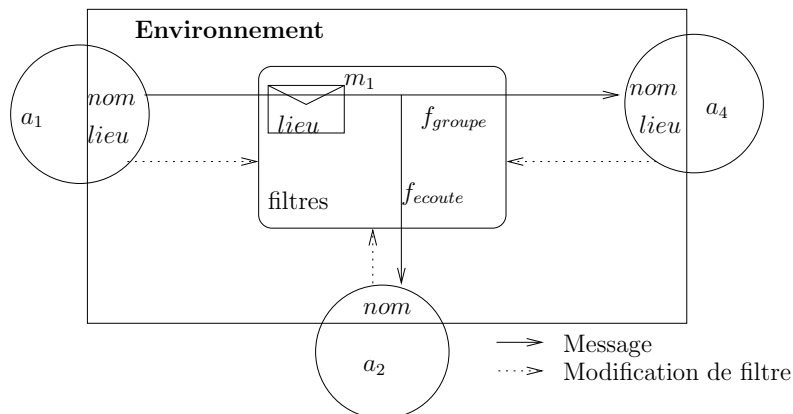 Environnement
a1
nom
lieu
m1
lieu
fgroupe
filtres
fecoute
nom
lieu
a4
nom
a2
Message
Modification de filtre